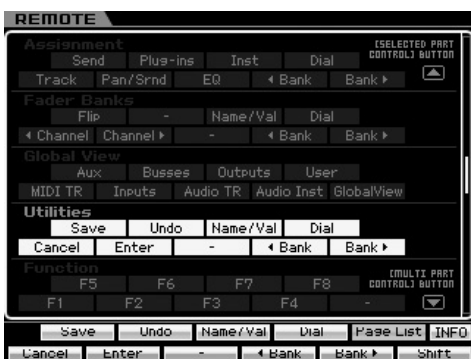 REMOTE
Assignment [SELECTED PART
Send Plug-ins Inst Dial CONTROL] BUTTON
Track Pan/Srnd EQ Bank Bank
Fader Banks
Flip - Name/Val Dial
Channel Channel - Bank Bank
Global View
Aux Busses Outputs User
MIDI TR Inputs Audio TR Audio Inst GlobalView
Utilities
Save Undo Name/Val Dial
Cancel Enter - Bank Bank
Function [MULTI PART
F5 F6 F7 F8 CONTROL] BUTTON
F1 F2 F3 F4 -
Save Undo Name/Val Dial Page List INFO
Cancel Enter - Bank Bank Shift